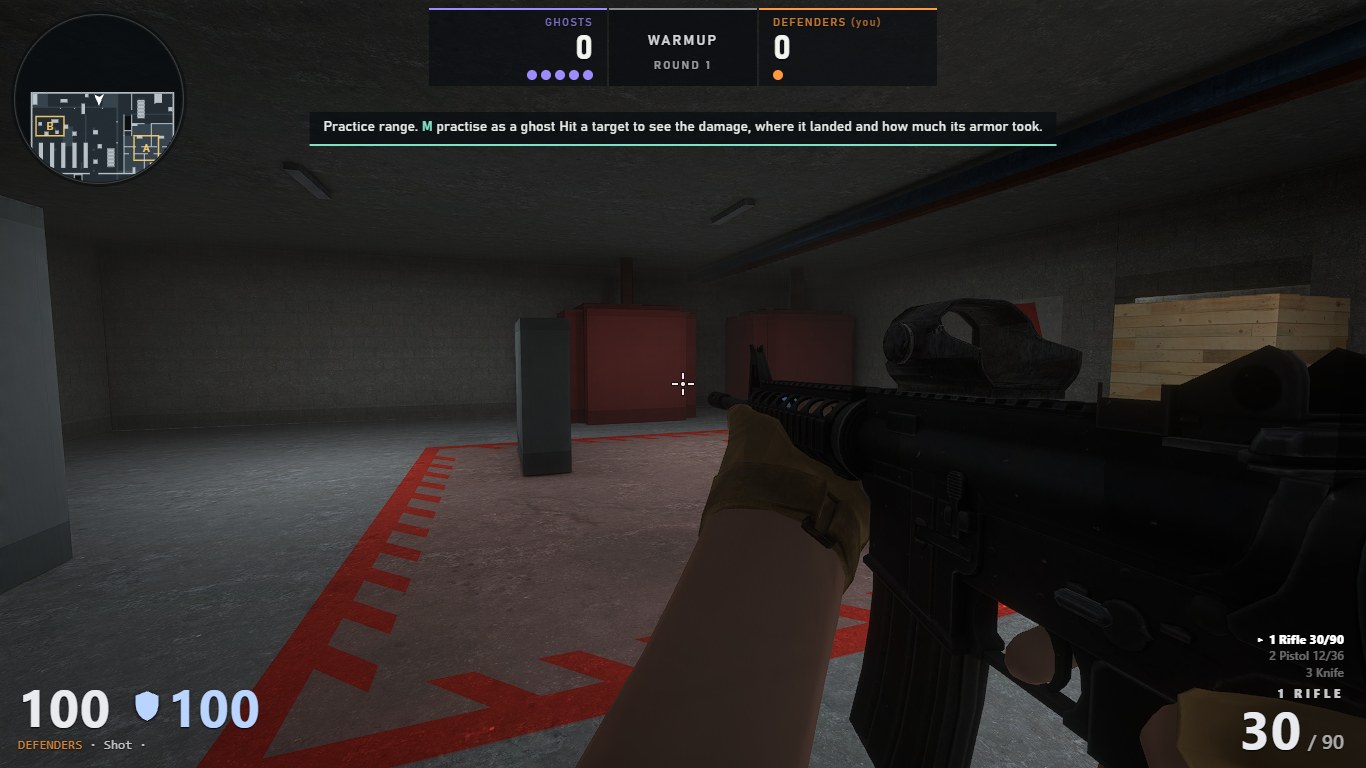 GHOSTS
0
WARMUP
ROUND 1
DEFENDERS (you)
0
Practice range. M practise as a ghost Hit a target to see the damage, where it landed and how much its armor took.
B
A
1 Rifle 30/90
2 Pistol 12/36
3 Knife
1 RIFLE
30 / 90
100 100
DEFENDERS · Shot ·